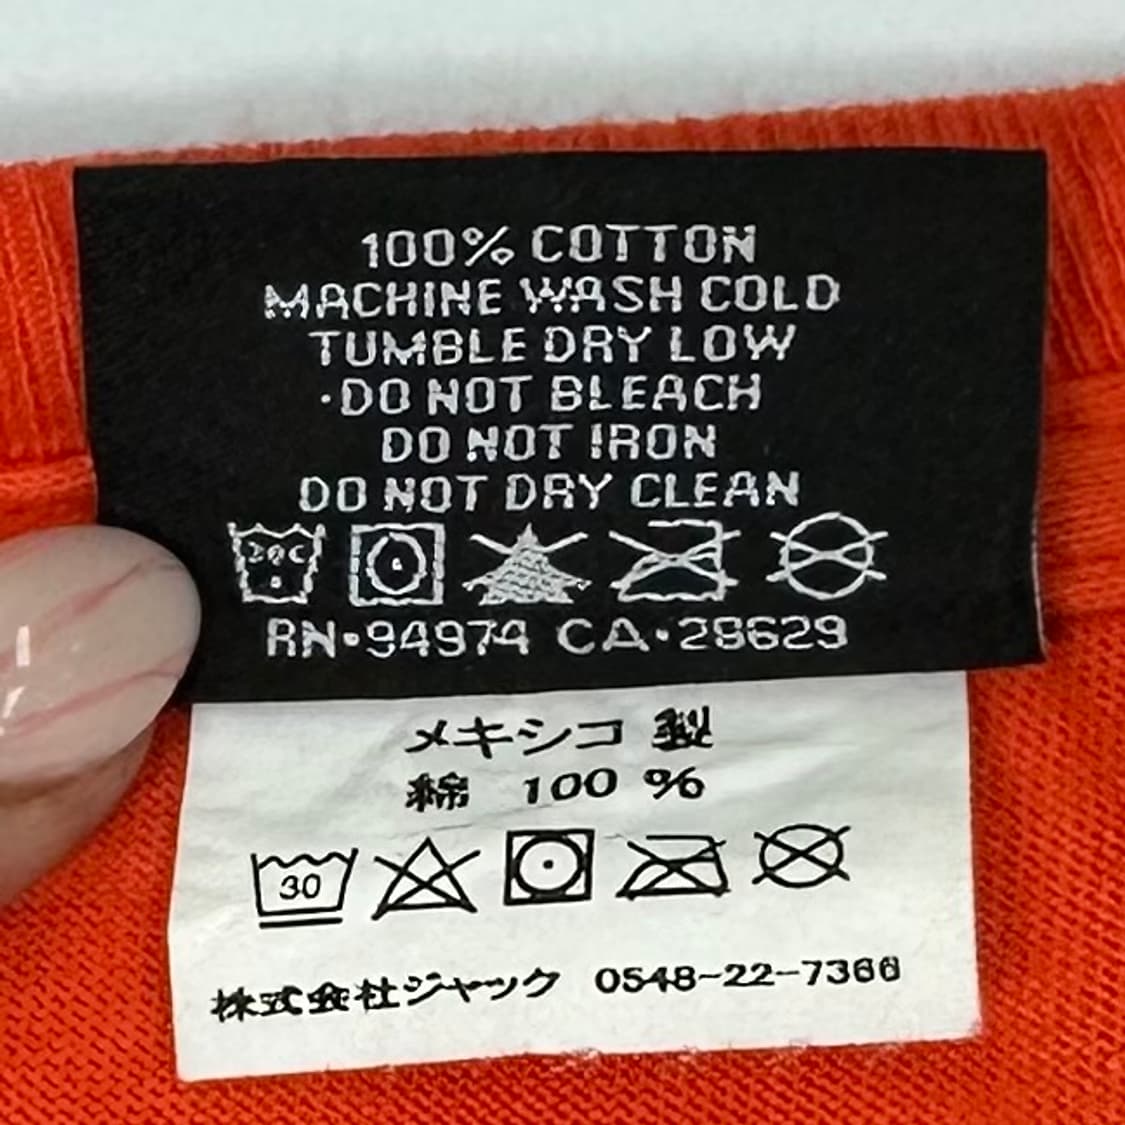 100% COTTON
MACHINE WASH COLD
TUMBLE DRY LOW
·DO NOT BLEACH
DO NOT IRON
DO NOT DRY CLEAN
RN·94974 CA·28629
メキシコ 製
綿 100 %
30
株式会社ジャック 0548-22-7366